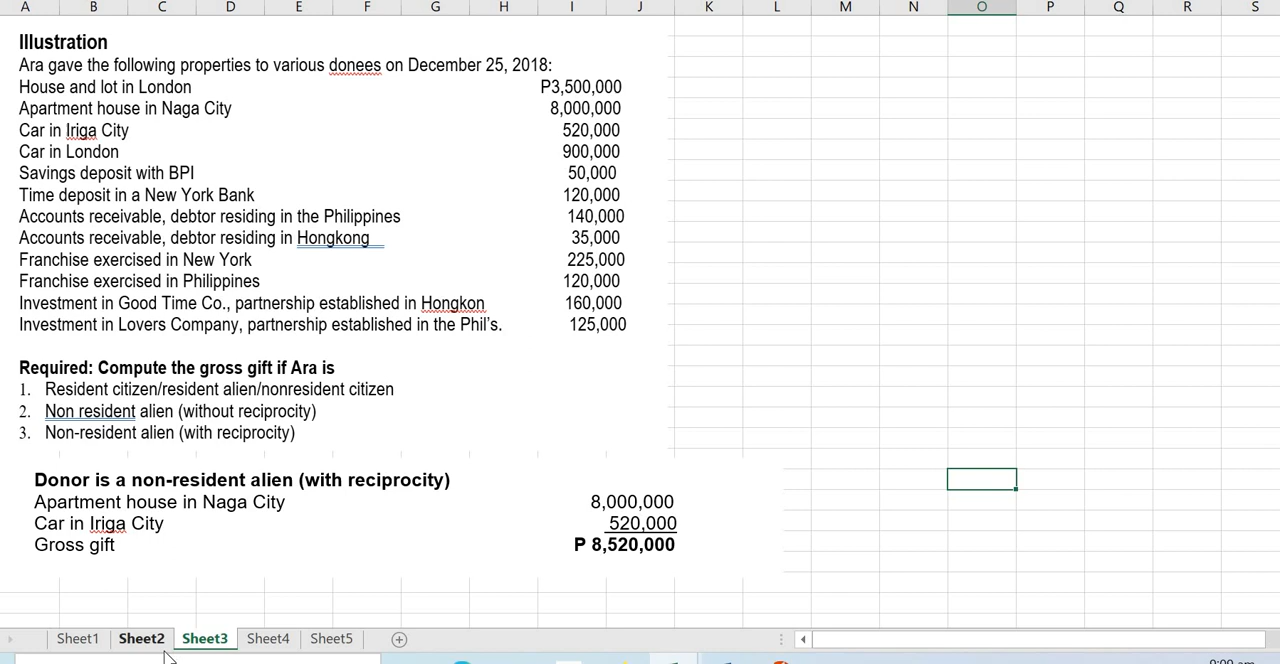 A B C D E F G H I J K L M N O P Q R S
Illustration
Ara gave the following properties to various donees on December 25, 2018:
House and lot in London P3,500,000
Apartment house in Naga City 8,000,000
Car in Iriga City 520,000
Car in London 900,000
Savings deposit with BPI 50,000
Time deposit in a New York Bank 120,000
Accounts receivable, debtor residing in the Philippines 140,000
Accounts receivable, debtor residing in Hongkong 35,000
Franchise exercised in New York 225,000
Franchise exercised in Philippines 120,000
Investment in Good Time Co., partnership established in Hongkon 160,000
Investment in Lovers Company, partnership established in the Phil's. 125,000
Required: Compute the gross gift if Ara is
1. Resident citizen/resident alien/nonresident citizen
2. Non resident alien (without reciprocity)
3. Non-resident alien (with reciprocity)
Donor is a non-resident alien (with reciprocity)
Apartment house in Naga City 8,000,000
Car in Iriga City 520,000
Gross gift P 8,520,000
Sheet1 Sheet2 Sheet3 Sheet4 Sheet5